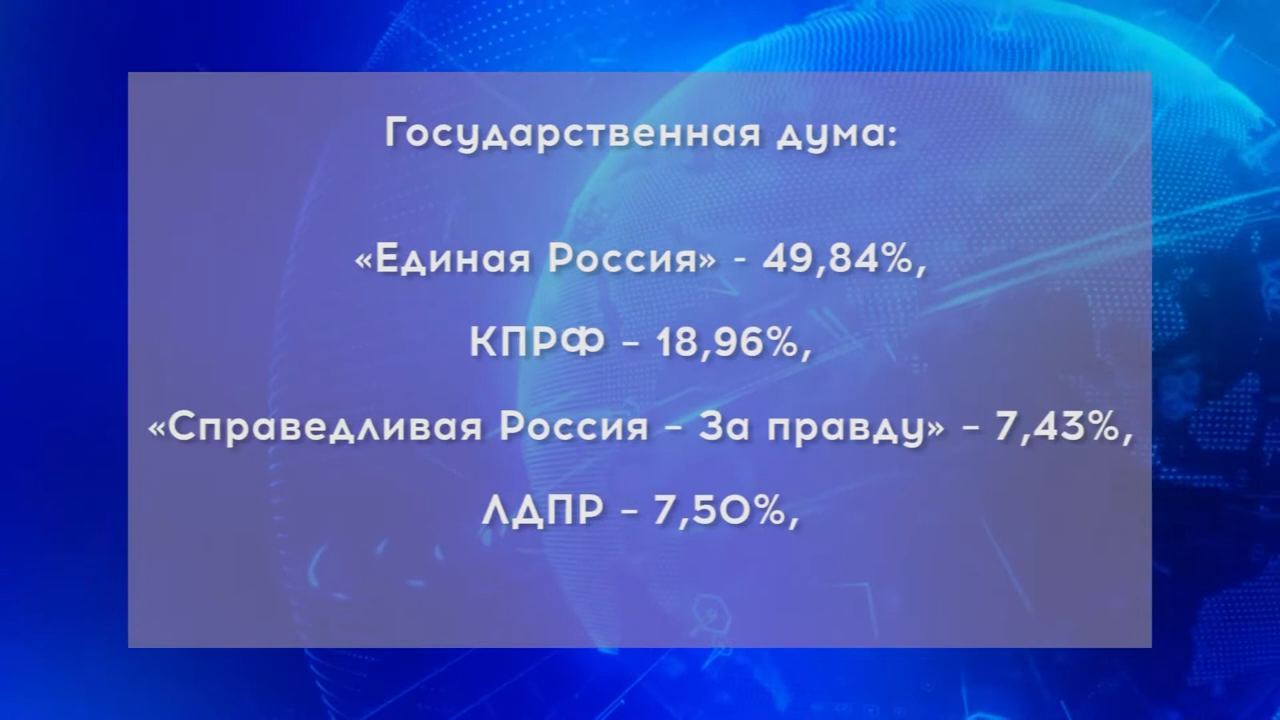 Государственная дума:
«Единая Россия» - 49,84%,
КПРФ – 18,96%,
«Справедливая Россия – За правду» – 7,43%,
ЛДПР – 7,50%,